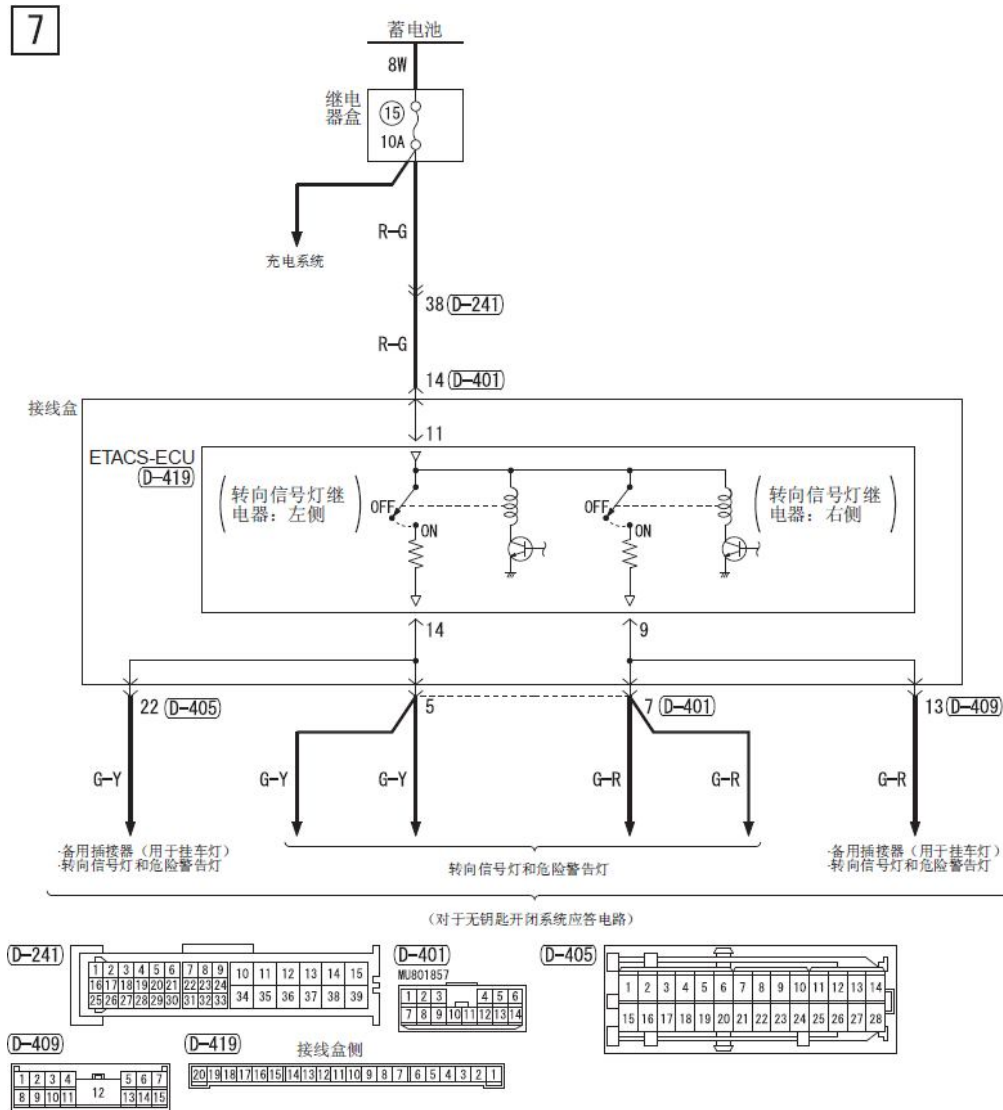 7
蓄电池
8W
继电
器盒
15
10A
充电系统
R-G
38 D-241
R-G
14 D-401
接线盒
11
ETACS-ECU
D-419
转向信号灯继
电器：左侧
OFF
ON
OFF
ON
转向信号灯继
电器：右侧
14
9
22 D-405
5
7 D-401
13 D-409
G-Y
G-Y
G-Y
G-R
G-R
G-R
·备用插接器（用于挂车灯）
·转向信号灯和危险警告灯
转向信号灯和危险警告灯
·备用插接器（用于挂车灯）
·转向信号灯和危险警告灯
（对于无钥匙开闭系统应答电路）
D-241
1 2 3 4 5 6 7 8 9 10 11 12 13 14 15
16 17 18 19 20 21 22 23 24
25 26 27 28 29 30 31 32 33 34 35 36 37 38 39
D-401
MU801857
1 2 3 4 5 6
7 8 9 10 11 12 13 14
D-405
1 2 3 4 5 6 7 8 9 10 11 12 13 14
15 16 17 18 19 20 21 22 23 24 25 26 27 28
D-409
1 2 3 4 5 6 7
8 9 10 11 12 13 14 15
D-419
接线盒侧
20 19 18 17 16 15 14 13 12 11 10 9 8 7 6 5 4 3 2 1